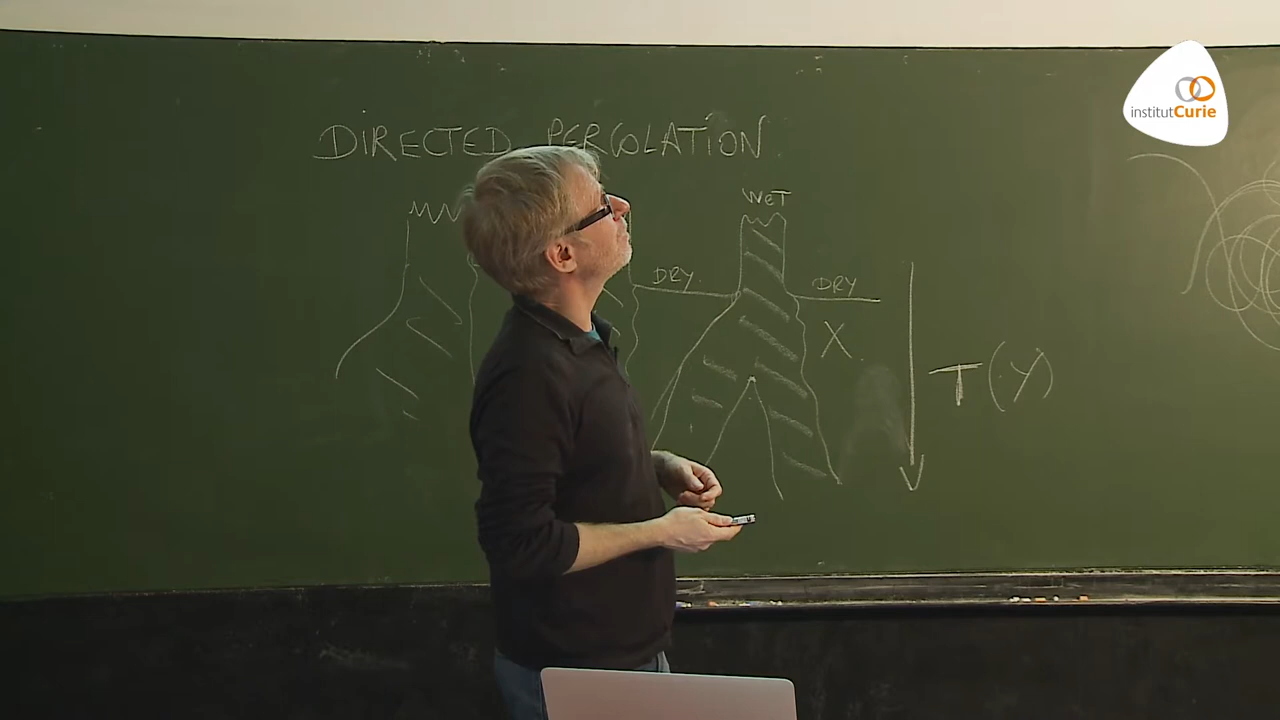 institutCurie
DIRECTED PERCOLATION
WeT
DRY
DRY
X
T (Y)